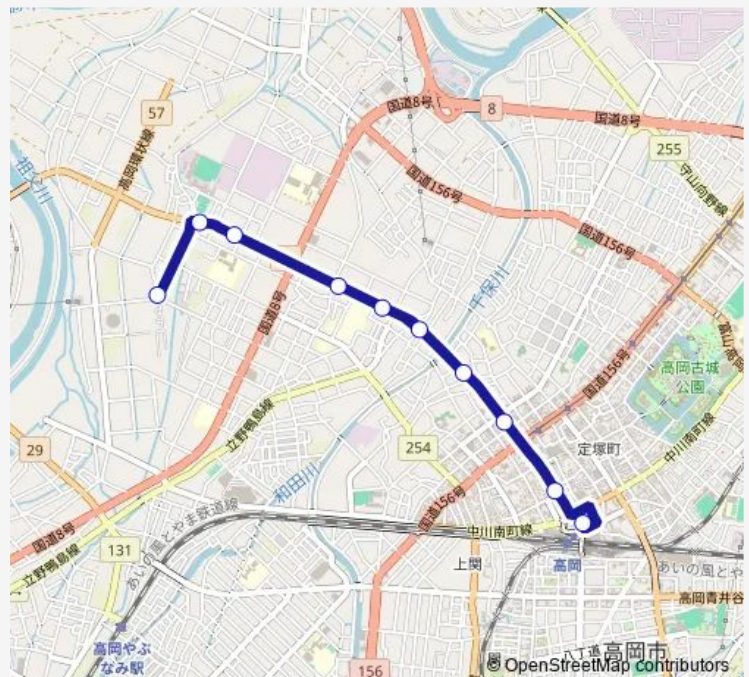 国道8号
8
国道8号
57
高岡環状線
255
守山向野線
祖父川
国道156号
国道156号
千保川
国道8号
国道156号
富山高岡
高岡古城
公園
立野鴨島線
定塚町
中川南町線
254
29
和田川
国道156号
国道8号
中川南町線
131
立野鴨島線
あいの風とやま鉄道線
上関
高岡
あいの風とや
高岡青井谷
高岡やぶ
なみ駅
八丁道
高岡市
156
© OpenStreetMap contributors